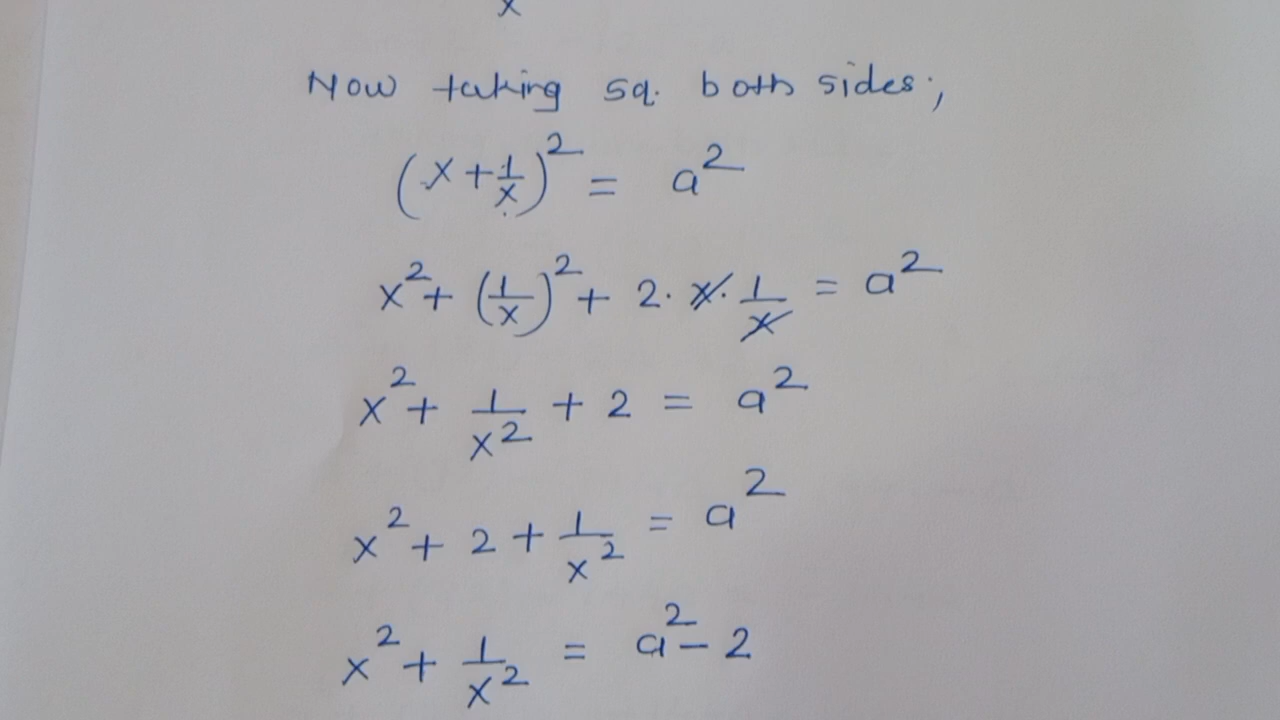 x
Now taking sq. both sides;
(x + 1/x)² = a²
x² + (1/x)² + 2 · x · 1/x = a²
x² + 1/x² + 2 = a²
x² + 2 + 1/x² = a²
x² + 1/x² = a² - 2